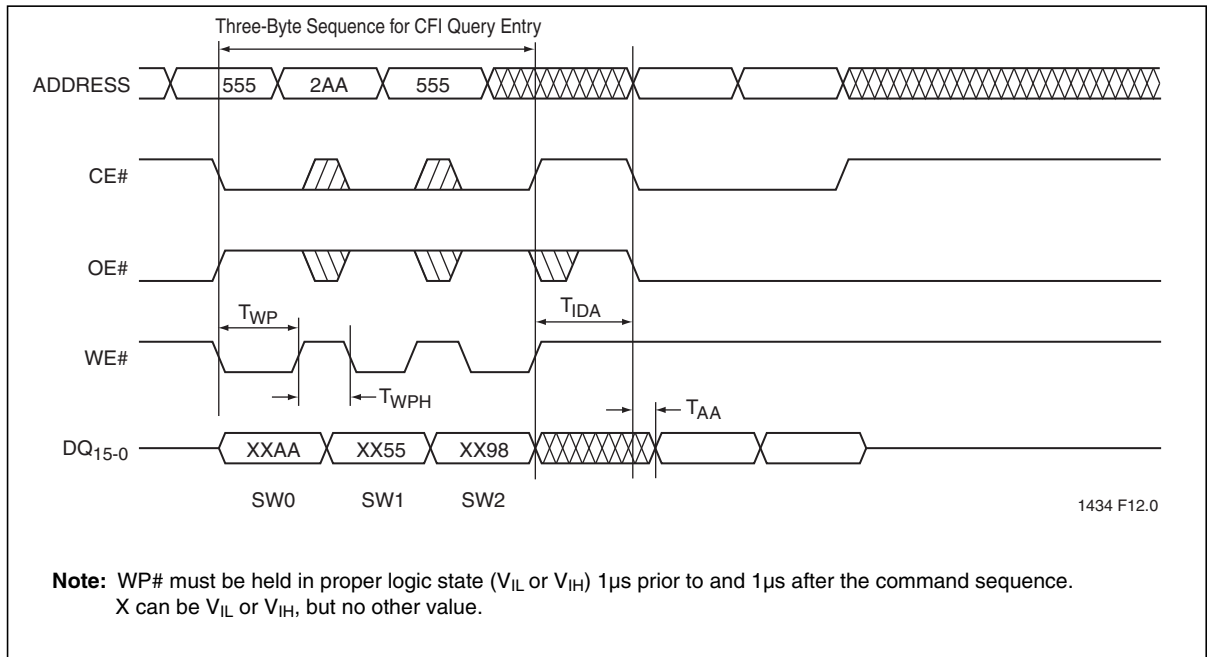 Three-Byte Sequence for CFI Query Entry
ADDRESS 555 2AA 555
CE#
OE#
TWP TIDA
WE#
TWPH TAA
DQ15-0 XXAA XX55 XX98
SW0 SW1 SW2
1434 F12.0
Note: WP# must be held in proper logic state (VIL or VIH) 1µs prior to and 1µs after the command sequence.
X can be VIL or VIH, but no other value.